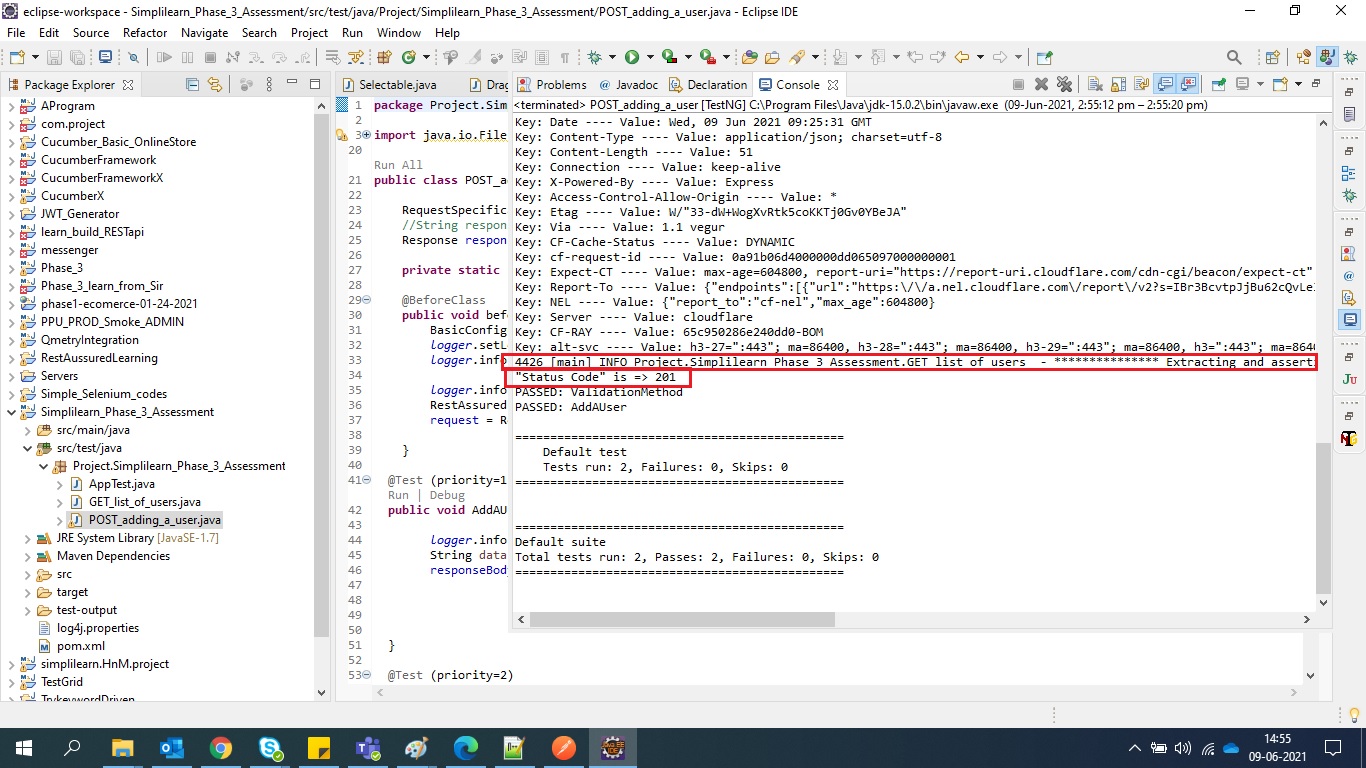 eclipse-workspace - Simplilearn_Phase_3_Assessment/src/test/java/Project/Simplilearn_Phase_3_Assessment/POST_adding_a_user.java - Eclipse IDE
File Edit Source Refactor Navigate Search Project Run Window Help
Package Explorer
AProgram
com.project
Cucumber_Basic_OnlineStore
CucumberFramework
CucumberFrameworkX
CucumberX
JWT_Generator
learn_build_RESTapi
messenger
Phase_3
Phase_3_learn_from_Sir
phase1-ecomerce-01-24-2021
PPU_PROD_Smoke_ADMIN
QmetryIntegration
RestAussuredLearning
Servers
Simple_Selenium_codes
Simplilearn_Phase_3_Assessment
src/main/java
src/test/java
Project.Simplilearn_Phase_3_Assessment
AppTest.java
GET_list_of_users.java
POST_adding_a_user.java
JRE System Library [JavaSE-1.7]
Maven Dependencies
src
target
test-output
log4j.properties
pom.xml
simplilearn.HnM.project
TestGrid
TrykeywordDriven
Selectable.java Drag
1 package Project.Sim
2
3 import java.io.File
20
Run All
21 public class POST_a
22
23 RequestSpecific
24 //String respon
25 Response respon
26
27 private static
28
29 @BeforeClass
30 public void bef
31 BasicConfig
32 logger.setL
33 logger.info
34
35 logger.info
36 RestAssured
37 request = R
38
39 }
40
41 @Test (priority=1
Run | Debug
42 public void AddAU
43
44 logger.info
45 String data
46 responseBod
47
48
49
50
51 }
52
53 @Test (priority=2)
Problems Javadoc Declaration Console
<terminated> POST_adding_a_user [TestNG] C:\Program Files\Java\jdk-15.0.2\bin\javaw.exe (09-Jun-2021, 2:55:12 pm – 2:55:20 pm)
Key: Date ---- Value: Wed, 09 Jun 2021 09:25:31 GMT
Key: Content-Type ---- Value: application/json; charset=utf-8
Key: Content-Length ---- Value: 51
Key: Connection ---- Value: keep-alive
Key: X-Powered-By ---- Value: Express
Key: Access-Control-Allow-Origin ---- Value: *
Key: Etag ---- Value: W/"33-dW+WogXvRtk5coKKTj0Gv0YBeJA"
Key: Via ---- Value: 1.1 vegur
Key: CF-Cache-Status ---- Value: DYNAMIC
Key: cf-request-id ---- Value: 0a91b06d4000000dd065097000000001
Key: Expect-CT ---- Value: max-age=604800, report-uri="https://report-uri.cloudflare.com/cdn-cgi/beacon/expect-ct"
Key: Report-To ---- Value: {"endpoints":[{"url":"https:\/\/a.nel.cloudflare.com\/report\/v2?s=IBr3BcvtpJjBu62cQvLe
Key: NEL ---- Value: {"report_to":"cf-nel","max_age":604800}
Key: Server ---- Value: cloudflare
Key: CF-RAY ---- Value: 65c950286e240dd0-BOM
Key: alt-svc ---- Value: h3-27=":443"; ma=86400, h3-28=":443"; ma=86400, h3-29=":443"; ma=86400, h3=":443"; ma=8640
4426 [main] INFO Project.Simplilearn_Phase_3_Assessment.GET_list_of_users - *************** Extracting and asserti
"Status Code" is => 201
PASSED: ValidationMethod
PASSED: AddAUser
===============================================
Default test
Tests run: 2, Failures: 0, Skips: 0
===============================================
===============================================
Default suite
Total tests run: 2, Passes: 2, Failures: 0, Skips: 0
===============================================
14:55
09-06-2021